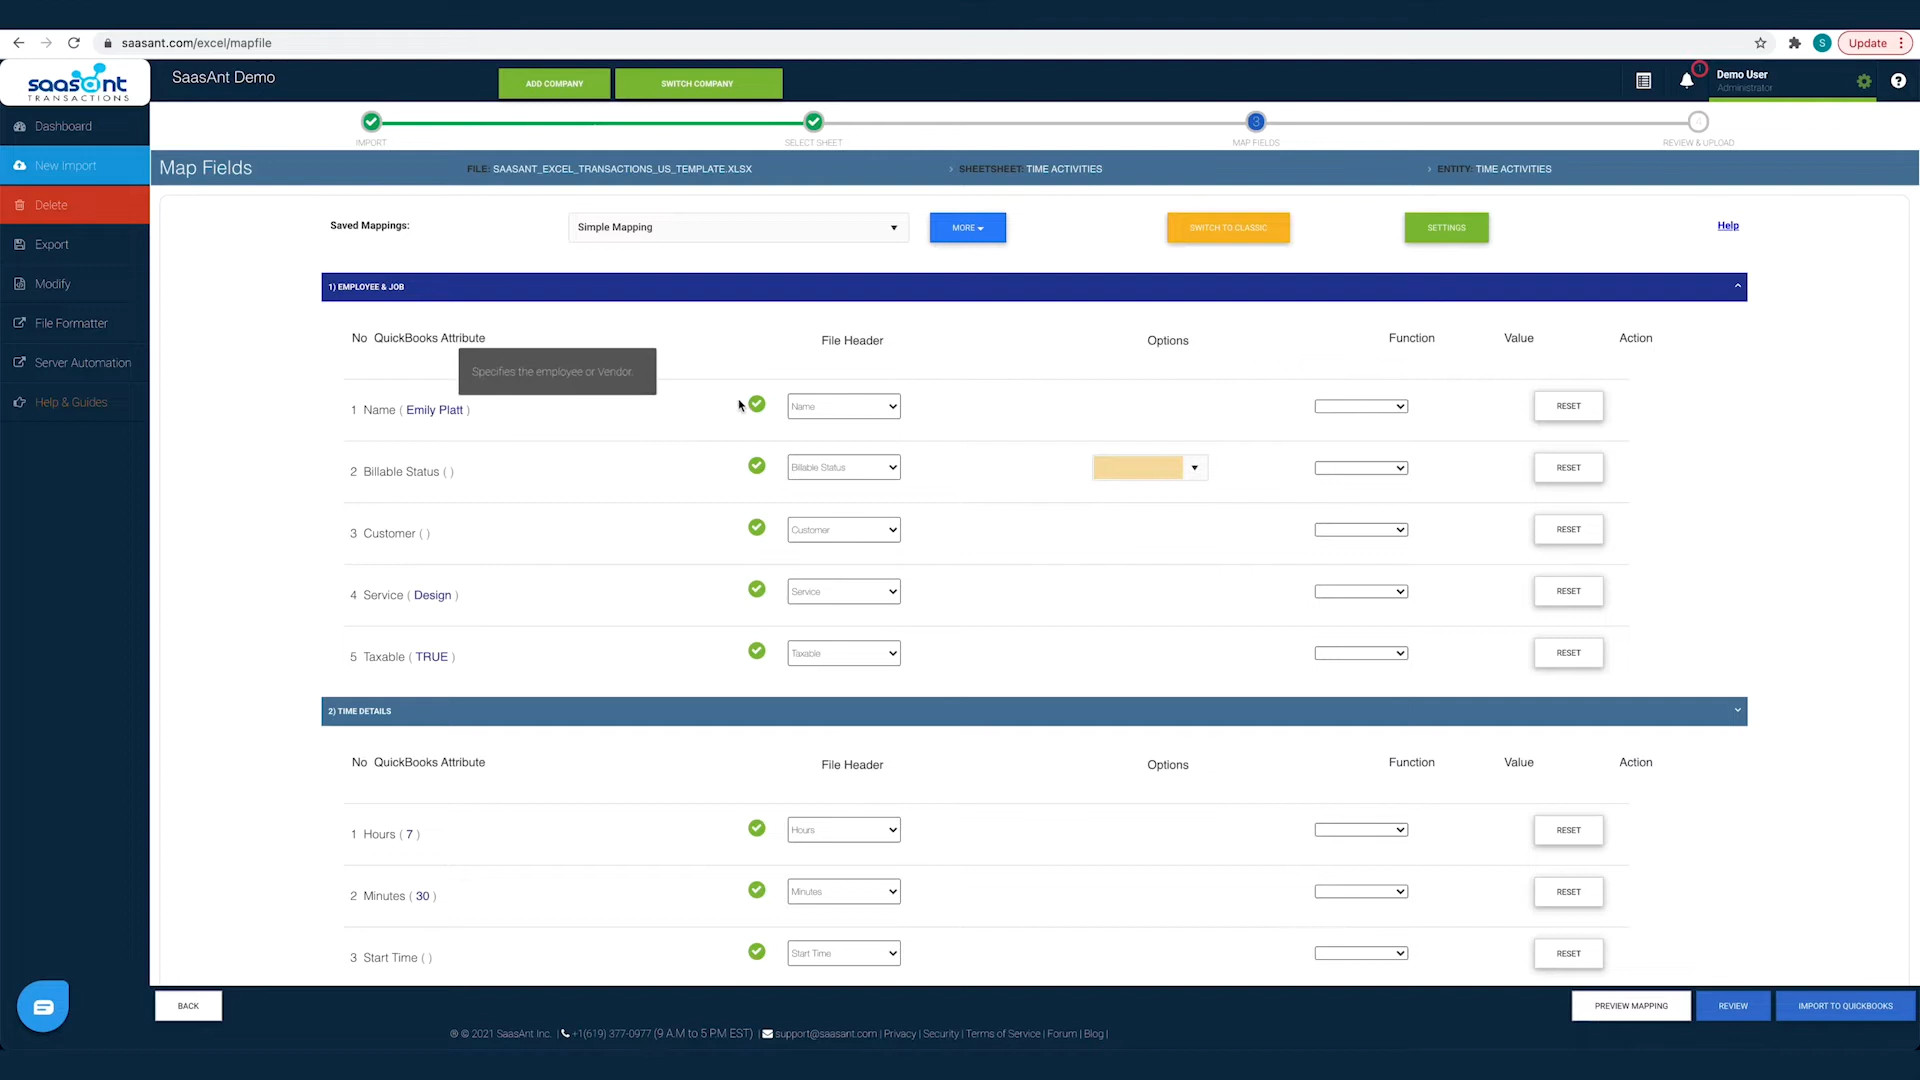 saasant.com/excel/mapfile
S
Update
saasant
TRANSACTIONS
SaasAnt Demo
ADD COMPANY
SWITCH COMPANY
1
Demo User
Administrator
Dashboard
New Import
Delete
Export
Modify
File Formatter
Server Automation
Help & Guides
IMPORT
SELECT SHEET
3
MAP FIELDS
4
REVIEW & UPLOAD
Map Fields
FILE: SAASANT_EXCEL_TRANSACTIONS_US_TEMPLATE.XLSX
SHEETSHEET: TIME ACTIVITIES
ENTITY: TIME ACTIVITIES
Saved Mappings:
Simple Mapping
MORE
SWITCH TO CLASSIC
SETTINGS
Help
1) EMPLOYEE & JOB
No QuickBooks Attribute File Header Options Function Value Action
Specifies the employee or Vendor.
1 Name ( Emily Platt ) Name RESET
2 Billable Status ( ) Billable Status RESET
3 Customer ( ) Customer RESET
4 Service ( Design ) Service RESET
5 Taxable ( TRUE ) Taxable RESET
2) TIME DETAILS
No QuickBooks Attribute File Header Options Function Value Action
1 Hours ( 7 ) Hours RESET
2 Minutes ( 30 ) Minutes RESET
3 Start Time ( ) Start Time RESET
BACK
PREVIEW MAPPING
REVIEW
IMPORT TO QUICKBOOKS
® © 2021 SaasAnt Inc. | +1(619) 377-0977 (9 A.M to 5 P.M EST) | support@saasant.com | Privacy | Security | Terms of Service | Forum | Blog |